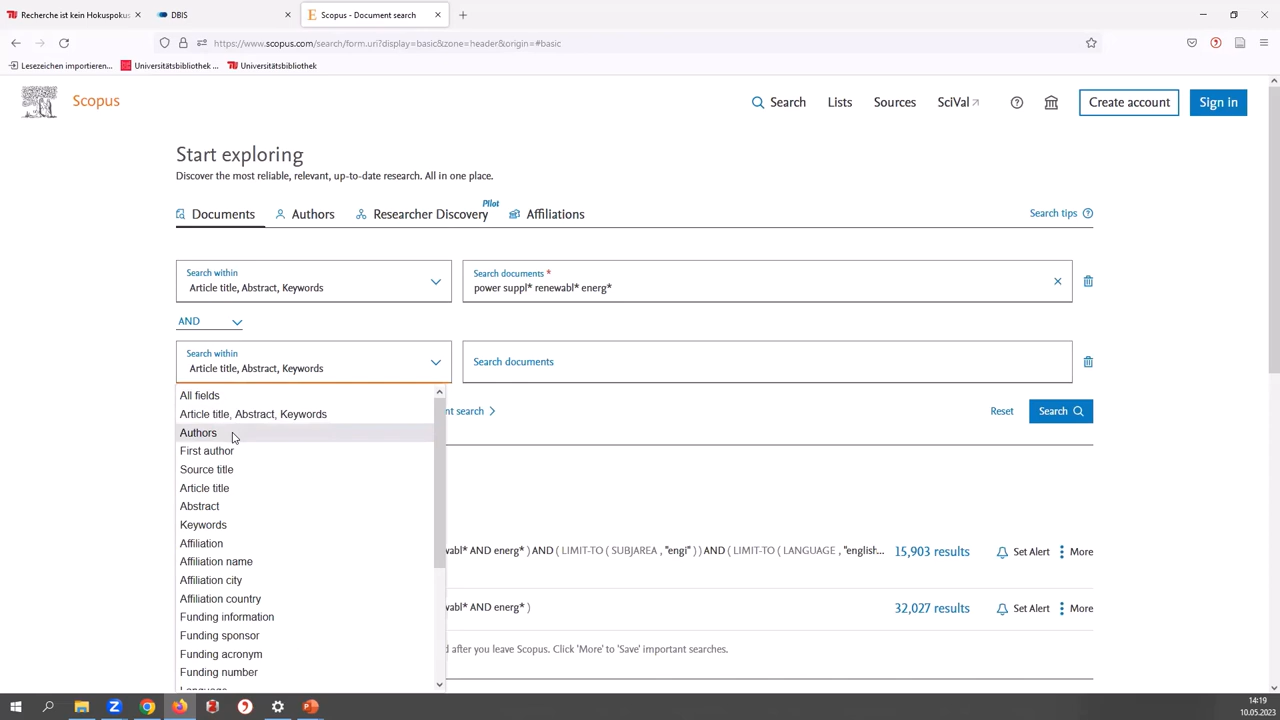 Recherche ist kein Hokuspokus
DBIS
Scopus - Document search
https://www.scopus.com/search/form.uri?display=basic&zone=header&origin=#basic
Lesezeichen importieren...
Universitätsbibliothek ...
Universitätsbibliothek
Scopus
Search
Lists
Sources
SciVal
Create account
Sign in
Start exploring
Discover the most reliable, relevant, up-to-date research. All in one place.
Pilot
Documents
Authors
Researcher Discovery
Affiliations
Search tips
Search within
Article title, Abstract, Keywords
Search documents *
power suppl* renewabl* energ*
AND
Search within
Article title, Abstract, Keywords
Search documents
All fields
Article title, Abstract, Keywords
Authors
First author
Source title
Article title
Abstract
Keywords
Affiliation
Affiliation name
Affiliation city
Affiliation country
Funding information
Funding sponsor
Funding acronym
Funding number
Language
nt search
Reset
Search
wabl* AND energ* ) AND ( LIMIT-TO ( SUBJAREA , "engi" ) ) AND ( LIMIT-TO ( LANGUAGE , "english...
15,903 results
Set Alert
More
wabl* AND energ* )
32,027 results
Set Alert
More
d after you leave Scopus. Click 'More' to 'Save' important searches.
14:19
10.05.2023